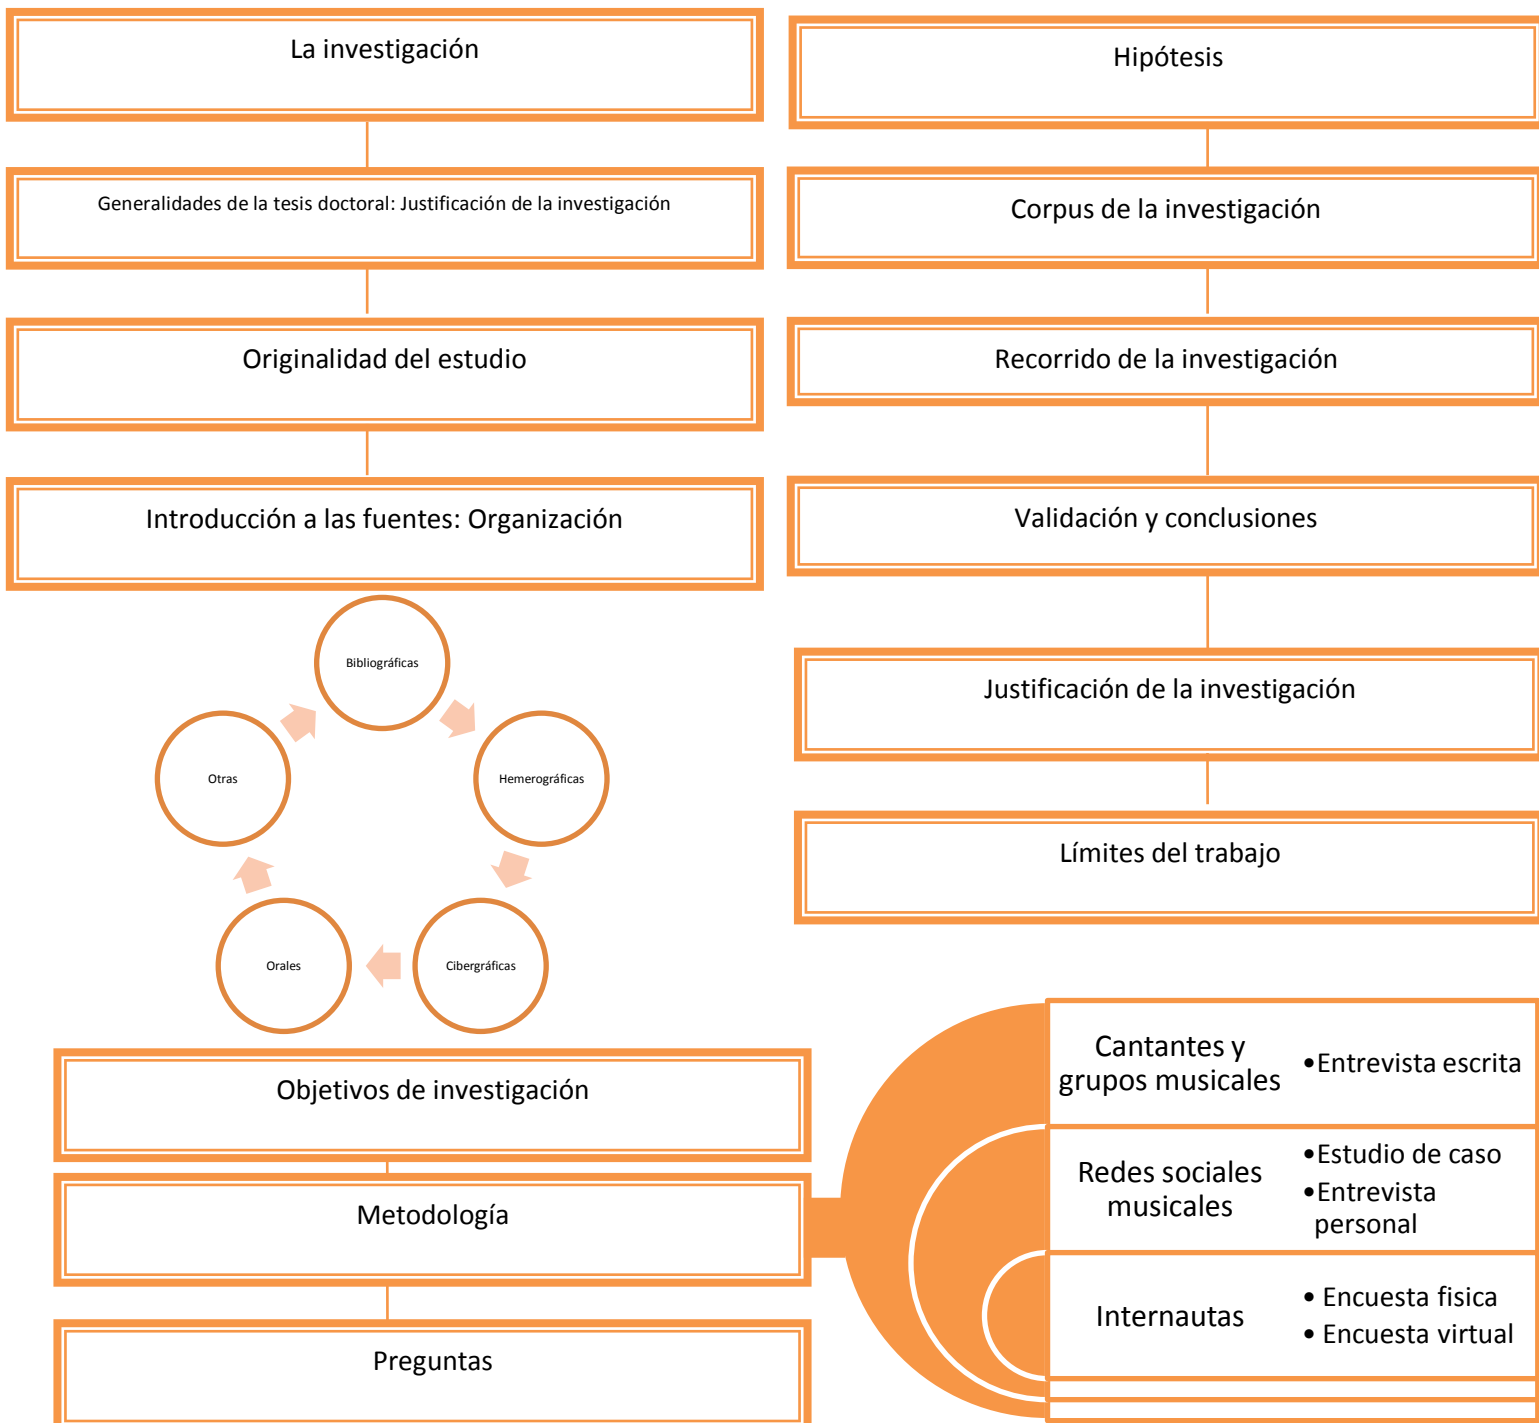 La investigación
Generalidades de la tesis doctoral: Justificación de la investigación
Originalidad del estudio
Introducción a las fuentes: Organización
Bibliográficas
Hemerográficas
Cibergráficas
Orales
Otras
Objetivos de investigación
Metodología
Preguntas
Hipótesis
Corpus de la investigación
Recorrido de la investigación
Validación y conclusiones
Justificación de la investigación
Límites del trabajo
Cantantes y
grupos musicales
•Entrevista escrita
Redes sociales
musicales
•Estudio de caso
•Entrevista
personal
Internautas
• Encuesta fisica
• Encuesta virtual